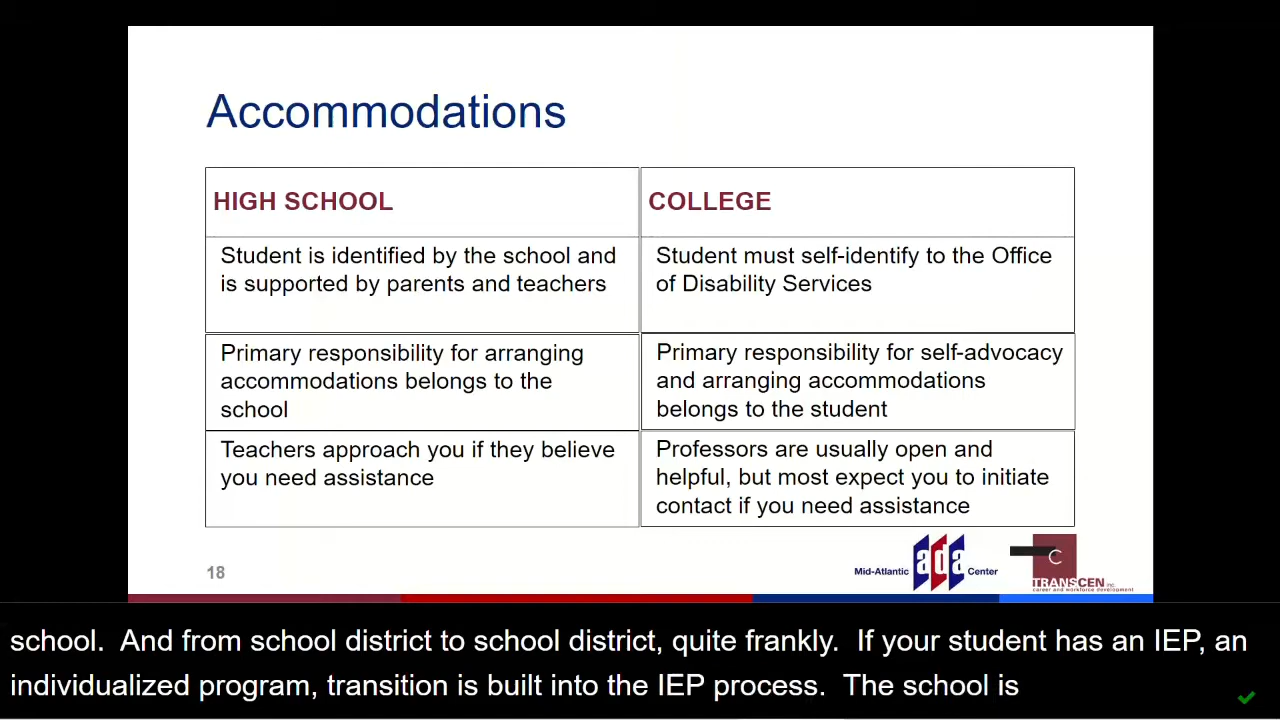 Accommodations
HIGH SCHOOL
COLLEGE
Student is identified by the school and
is supported by parents and teachers
Student must self-identify to the Office
of Disability Services
Primary responsibility for arranging
accommodations belongs to the
school
Primary responsibility for self-advocacy
and arranging accommodations
belongs to the student
Teachers approach you if they believe
you need assistance
Professors are usually open and
helpful, but most expect you to initiate
contact if you need assistance
18
Mid-Atlantic ada Center
C
TRANSCEN inc.
career and workforce development
school.  And from school district to school district, quite frankly.  If your student has an IEP, an
individualized program, transition is built into the IEP process.  The school is